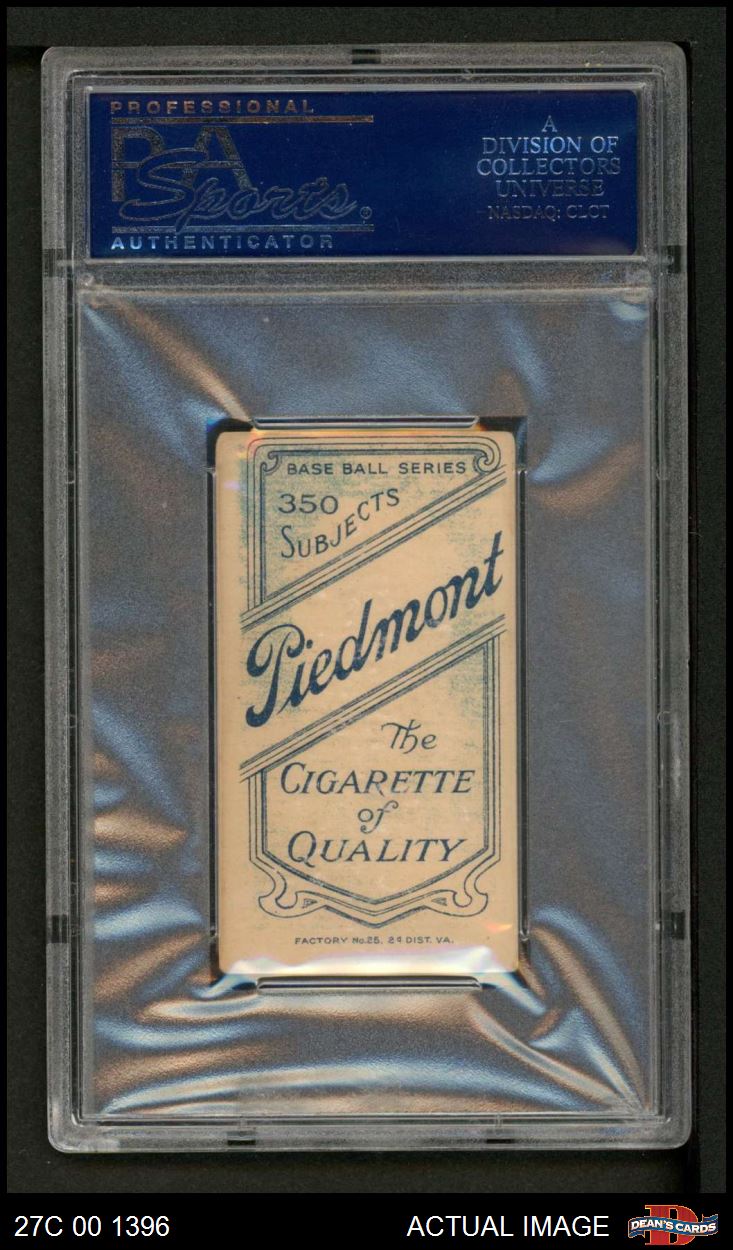 PROFESSIONAL
PSA
Sports®
AUTHENTICATOR
A
DIVISION OF
COLLECTORS
UNIVERSE
NASDAQ: CLCT
BASE BALL SERIES
350
SUBJECTS
Piedmont
The
CIGARETTE
of
QUALITY
FACTORY No.25, 2d DIST. VA.
27C 00 1396
ACTUAL IMAGE
D
DEAN'S CARDS